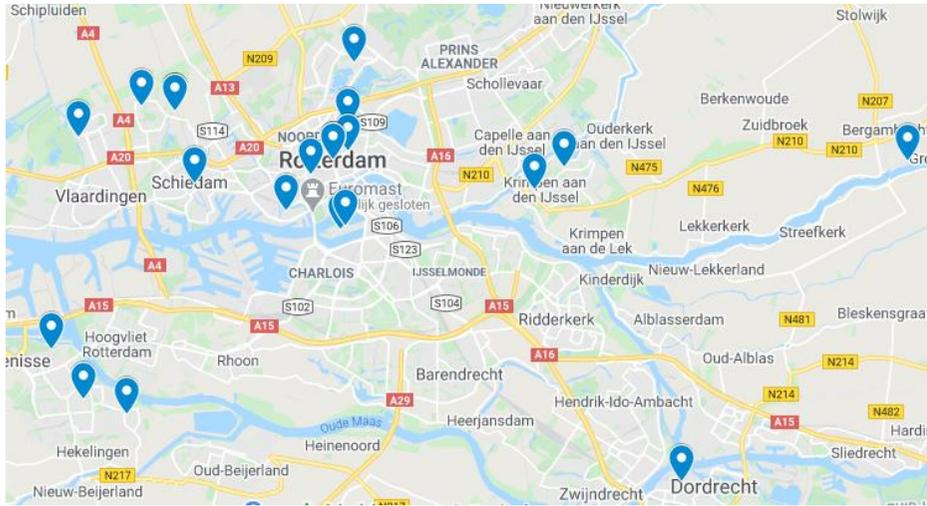 Schipluiden
Nieuwerkerk
aan den IJssel
Stolwijk
A4
N209
PRINS
ALEXANDER
Schollevaar
A13
Berkenwoude
N207
A4
S114
S109
Zuidbroek
Capelle aan
den IJssel
Ouderkerk
aan den IJssel
N210
A20
A20
A16
N210
Rotterdam
N475
N210
Schiedam
Krimpen aan
den IJssel
N476
Vlaardingen
Euromast
S106
Lekkerkerk
Streefkerk
Krimpen
aan de Lek
S123
A4
CHARLOIS
IJSSELMONDE
Nieuw-Lekkerland
Kinderdijk
A15
S102
S104
A15
Ridderkerk
Alblasserdam
N481
A15
Hoogvliet
Rotterdam
Rhoon
A16
Oud-Alblas
N214
Barendrecht
N214
A29
Hendrik-Ido-Ambacht
N482
Oude Maas
Heerjansdam
A15
Hekelingen
Heinenoord
Sliedrecht
N217
Oud-Beijerland
Nieuw-Beijerland
Zwijndrecht
Dordrecht